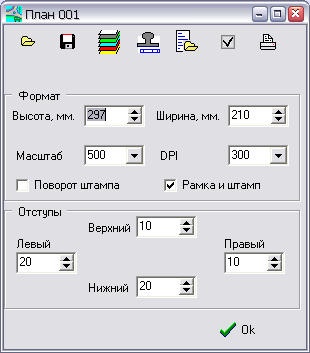 План 001
Формат
Высота, мм. 297 Ширина, мм. 210
Масштаб 500 DPI 300
Поворот штампа Рамка и штамп
Отступы
Верхний 10
Левый Правый
20 10
Нижний 20
Ok